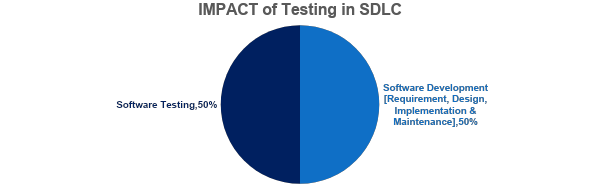 IMPACT of Testing in SDLC
Software Testing,50%
Software Development
[Requirement, Design,
Implementation &
Maintenance],50%